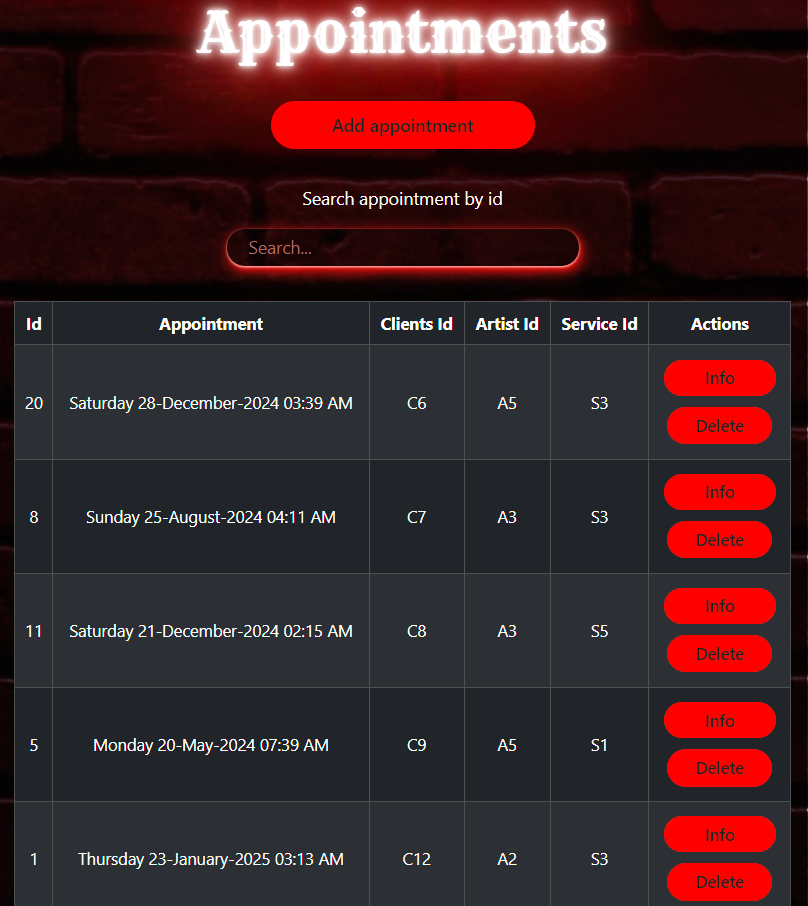 Appointments
Add appointment
Search appointment by id
Search...
Id Appointment Clients Id Artist Id Service Id Actions
20 Saturday 28-December-2024 03:39 AM C6 A5 S3 Info
Delete
8 Sunday 25-August-2024 04:11 AM C7 A3 S3 Info
Delete
11 Saturday 21-December-2024 02:15 AM C8 A3 S5 Info
Delete
5 Monday 20-May-2024 07:39 AM C9 A5 S1 Info
Delete
1 Thursday 23-January-2025 03:13 AM C12 A2 S3 Info
Delete